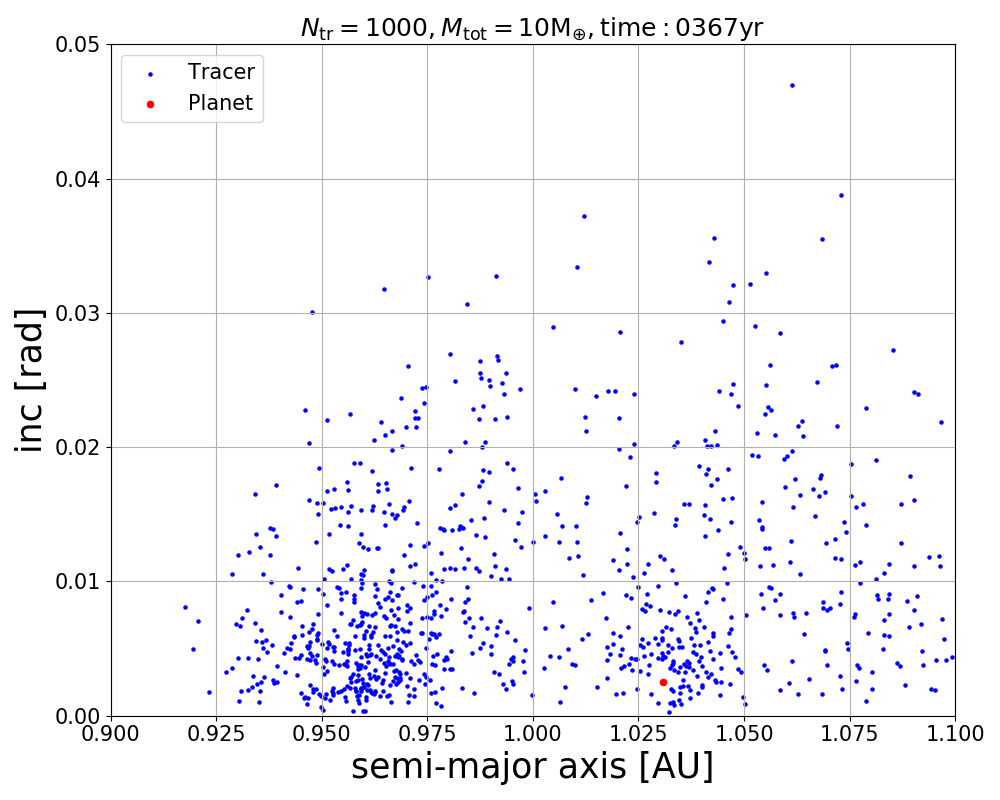 N_tr = 1000, M_tot = 10M_⊕, time : 0367yr
Tracer
Planet
0.05
0.04
0.03
0.02
0.01
0.00
inc [rad]
0.900 0.925 0.950 0.975 1.000 1.025 1.050 1.075 1.100
semi-major axis [AU]